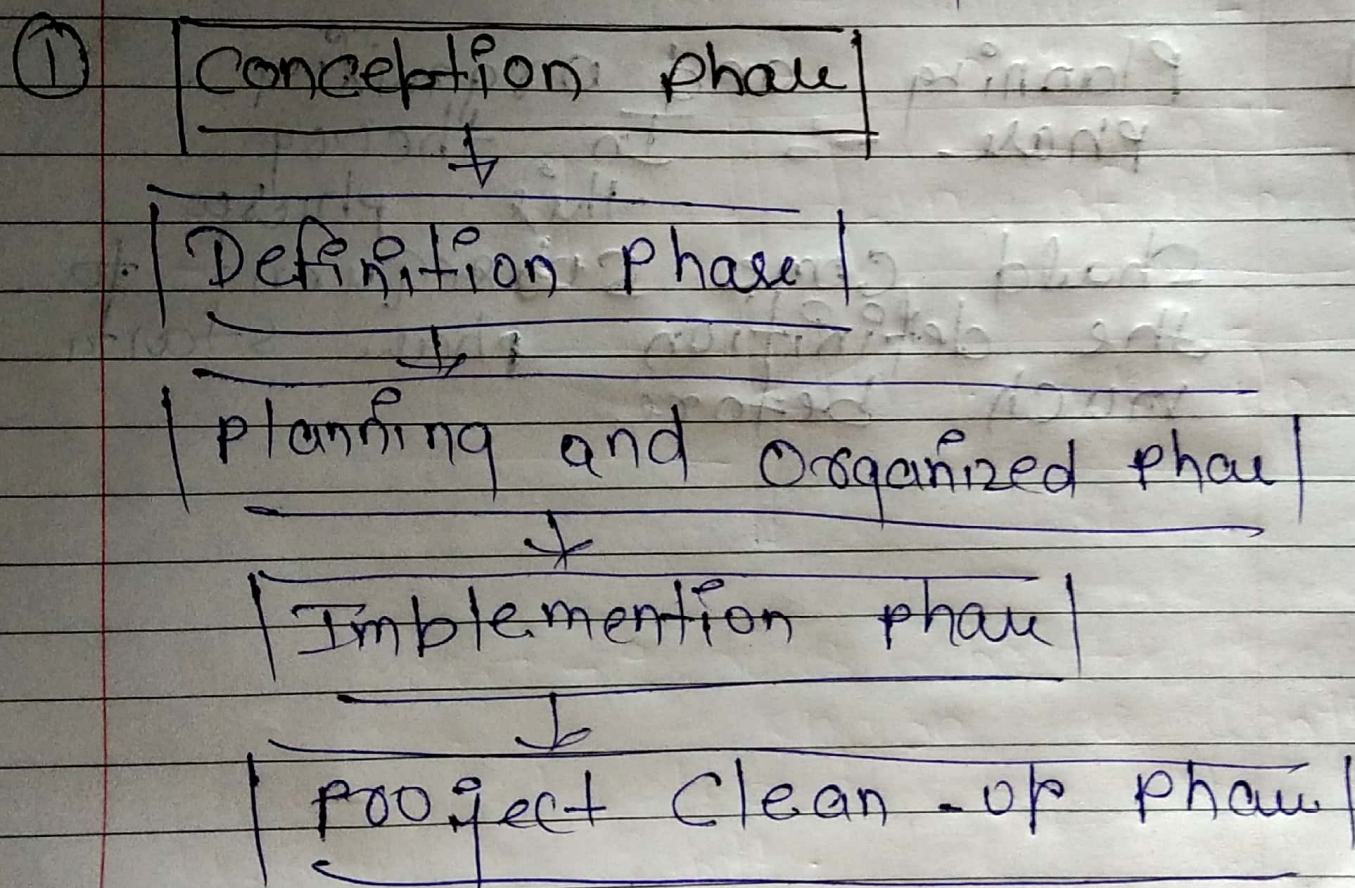 ① Conception phase
Definition phase
planning and Organized phase
Implemention phase
Project Clean-up phase